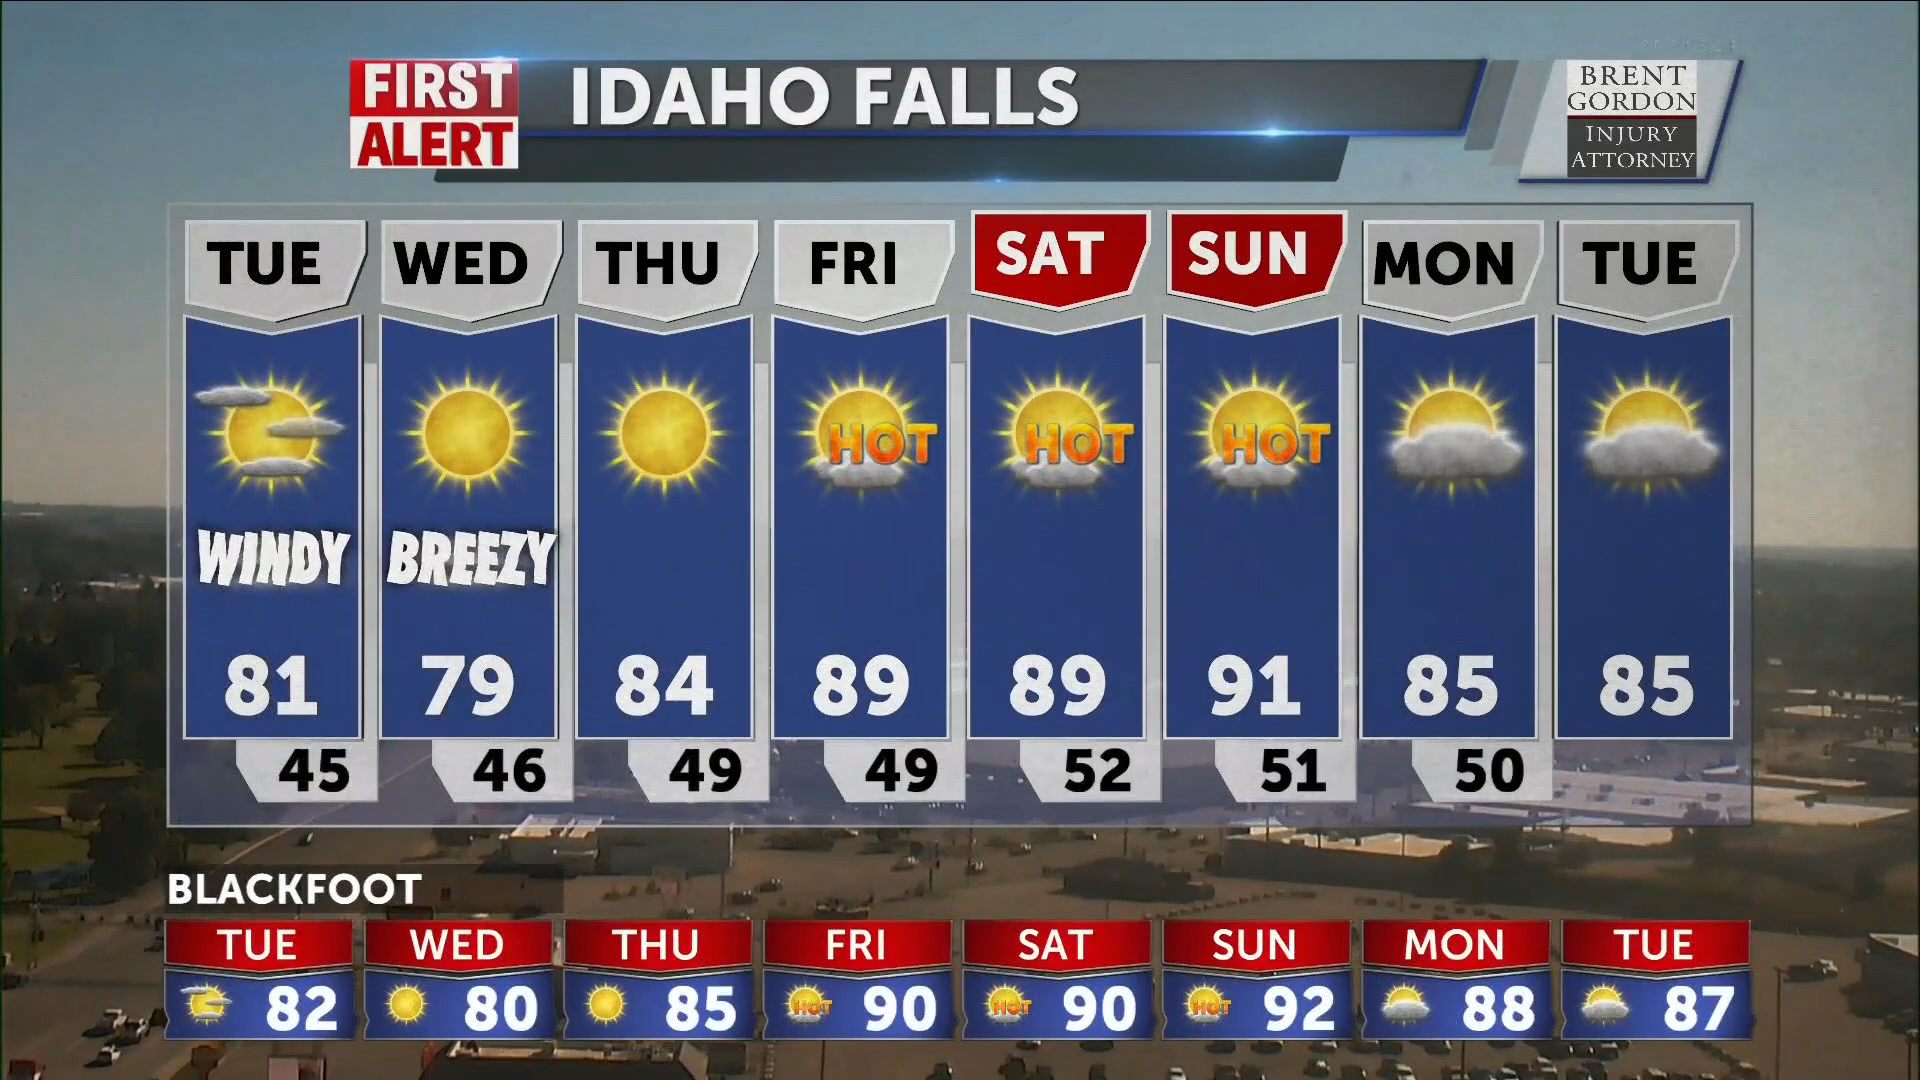 FIRST
ALERT
IDAHO FALLS
BRENT
GORDON
INJURY
ATTORNEY
TUE WED THU FRI SAT SUN MON TUE
HOT HOT HOT
WINDY BREEZY
81 79 84 89 89 91 85 85
45 46 49 49 52 51 50
BLACKFOOT
TUE WED THU FRI SAT SUN MON TUE
82 80 85 HOT 90 HOT 90 HOT 92 88 87